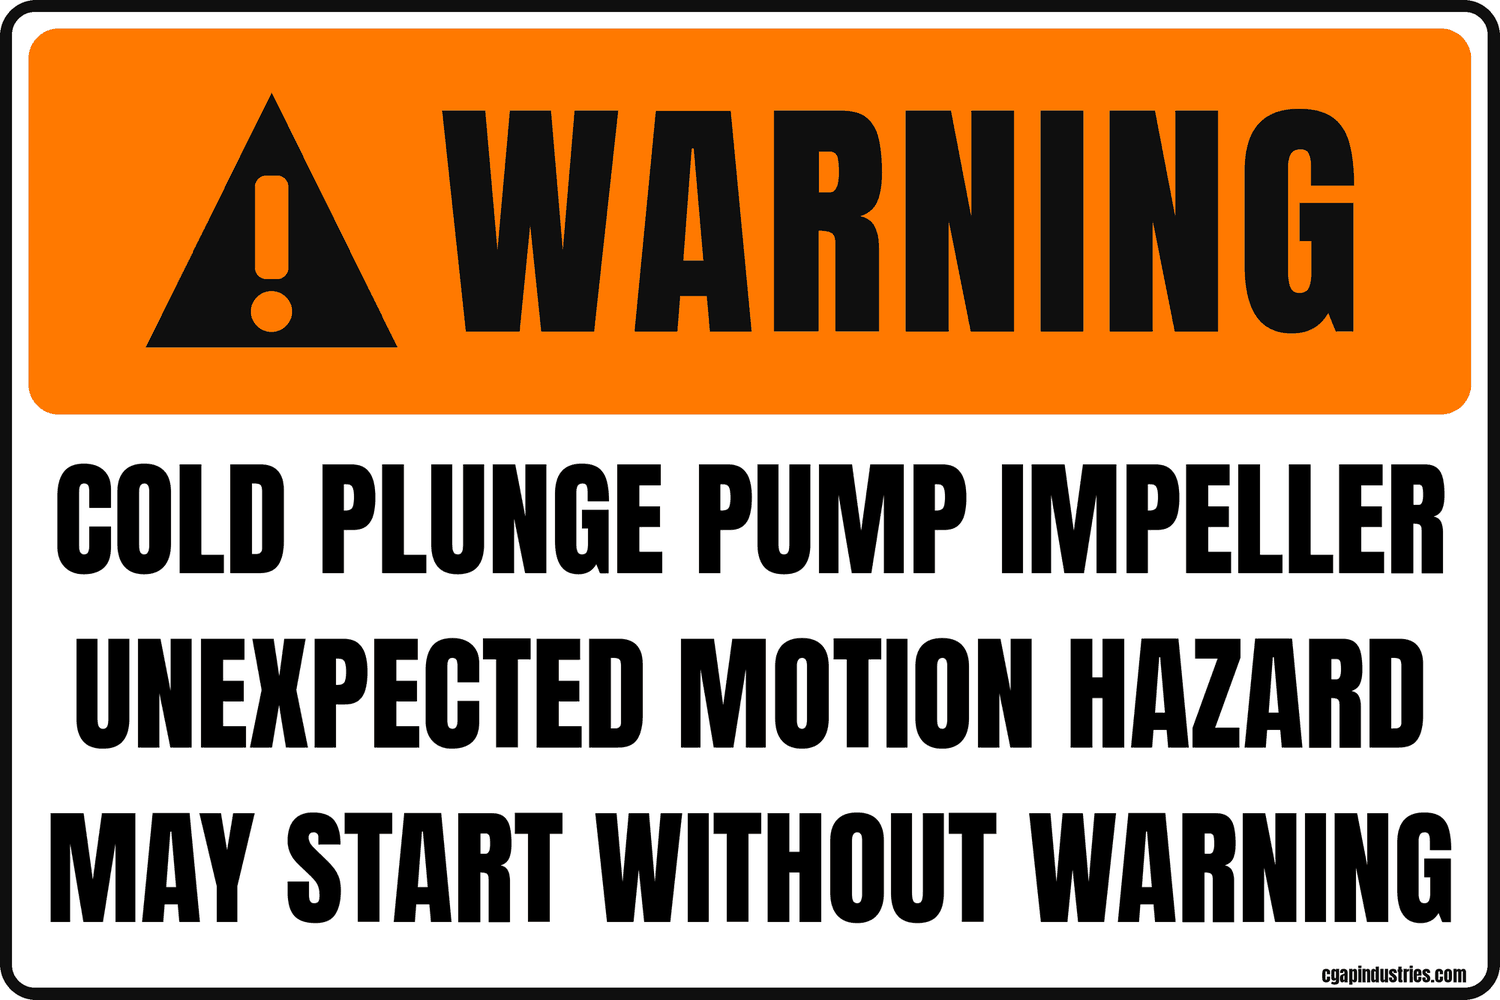 WARNING
COLD PLUNGE PUMP IMPELLER
UNEXPECTED MOTION HAZARD
MAY START WITHOUT WARNING
cgapindustries.com